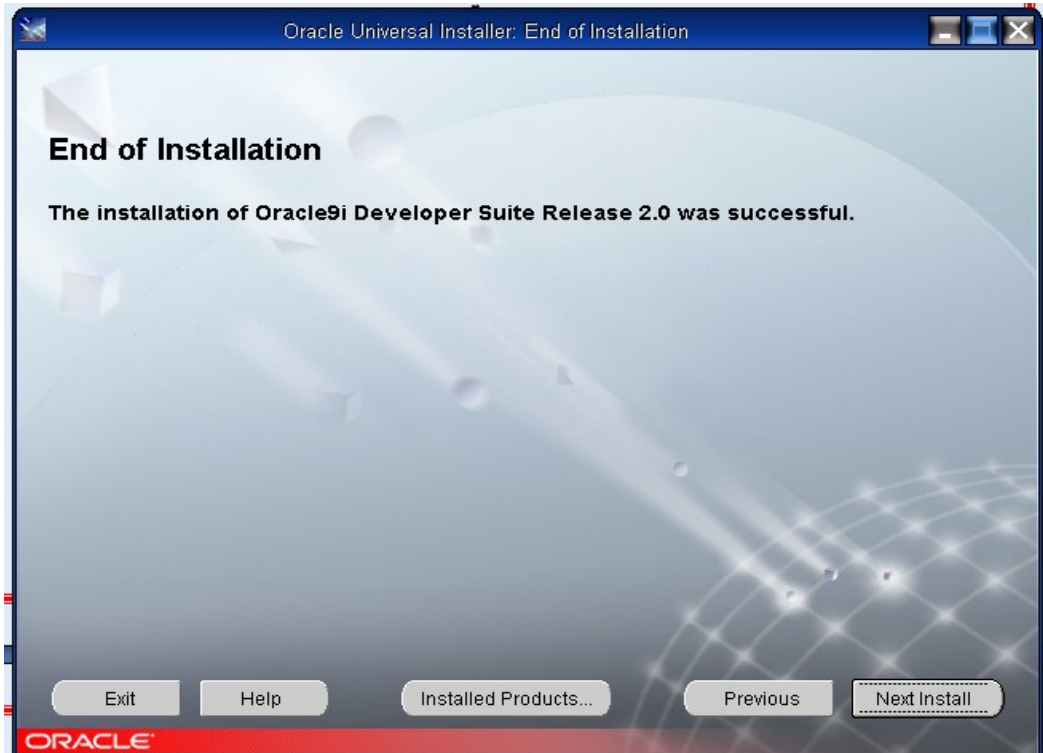 Oracle Universal Installer: End of Installation
End of Installation
The installation of Oracle9i Developer Suite Release 2.0 was successful.
Exit Help Installed Products... Previous Next Install
ORACLE